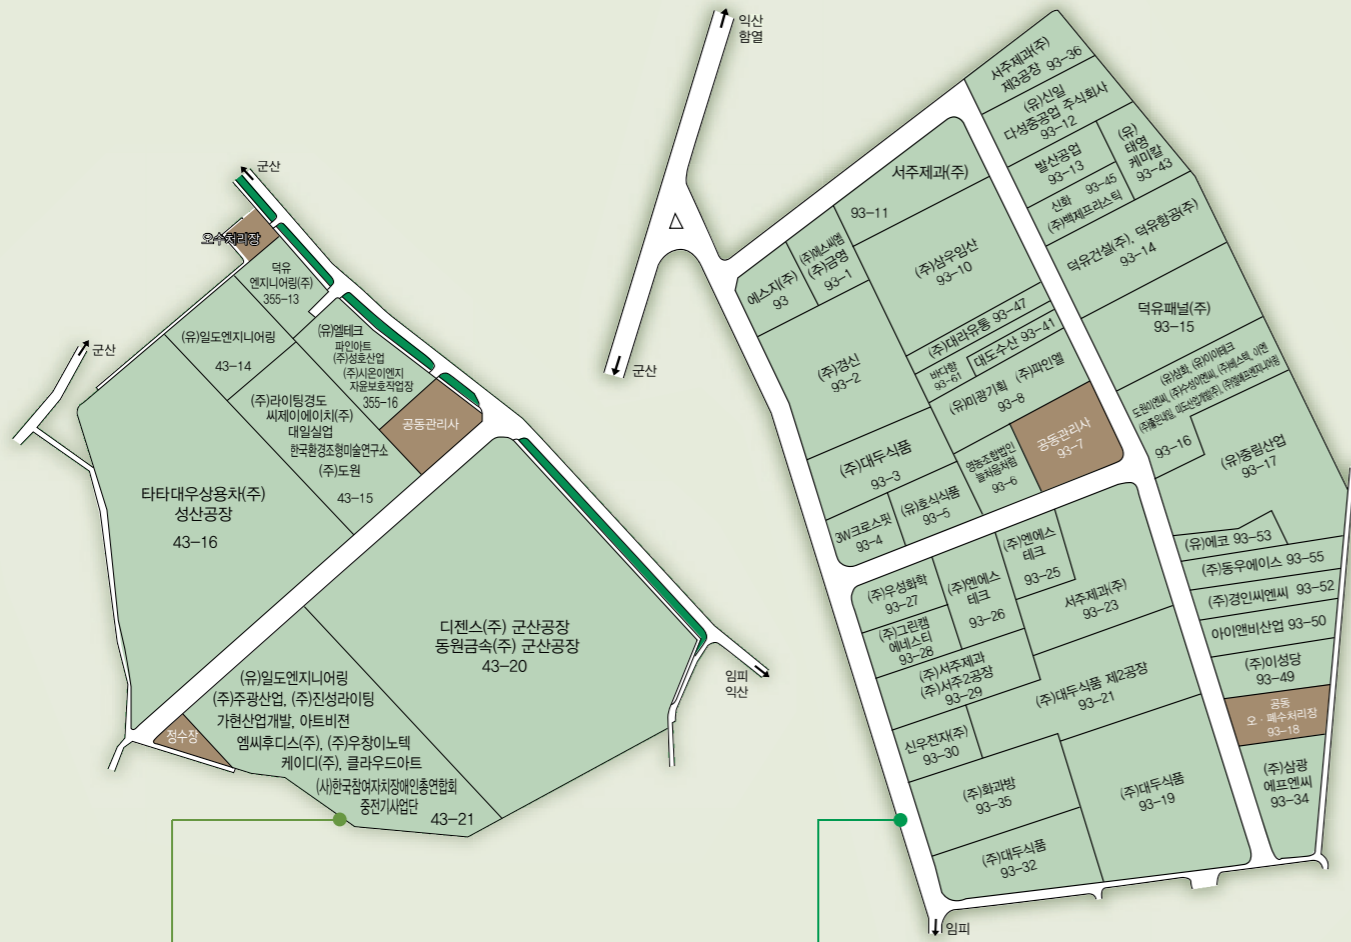 군산
오수처리장
덕유
엔지니어링(주)
355-13
군산
(유)일도엔지니어링
43-14
(유)엘테크
파인아트
(주)성호산업
(주)시온이엔지
자운보호작업장
355-16
공동관리사
(주)라이팅경도
씨제이에이치(주)
대일실업
한국환경조형미술연구소
(주)도원
43-15
타타대우상용차(주)
성산공장
43-16
디젠스(주) 군산공장
동원금속(주) 군산공장
43-20
임피
익산
정수장
(유)일도엔지니어링
(주)주광산업, (주)진성라이팅
가현산업개발, 아트비젼
엠씨후디스(주), (주)우창이노텍
케이디(주), 클라우드아트
(사)한국참여자치장애인총연합회
중전기사업단
43-21
익산
함열
군산
서주제과(주)
제3공장 93-36
(유)신일
다성중공업 주식회사
93-12
발산공업
93-13
(유)
태영
케미칼
93-43
신화 93-45
(주)백제프라스틱
덕유건설(주), 덕유항공(주)
93-14
덕유패널(주)
93-15
93-16
(유)중림산업
93-17
(유)에코 93-53
(주)동우에이스 93-55
(주)경인씨엔씨 93-52
아이앤비산업 93-50
(주)이성당
93-49
공동
오·폐수처리장
93-18
(주)삼광
에프엔씨
93-34
서주제과(주)
93-11
에스지(주)
93
(주)에스씨엠
(주)금영
93-1
(주)삼우임산
93-10
(주)경신
93-2
(주)대라유통 93-47
바다향
93-61
대도수산 93-41
(유)미광기획 (주)파인엘
93-8
공동관리사
93-7
(주)대두식품
93-3
영농조합법인
늘처음처럼
93-6
3W크로스핏
93-4
(유)호식식품
93-5
(주)우성화학
93-27
(주)엔에스
테크
93-26
(주)엔에스
테크
93-25
서주제과(주)
93-23
(주)그린캠
에네스티
93-28
(주)서주제과
(주)서주2공장
93-29
(주)대두식품 제2공장
93-21
신우전재(주)
93-30
(주)화과방
93-35
(주)대두식품
93-19
(주)대두식품
93-32
임피